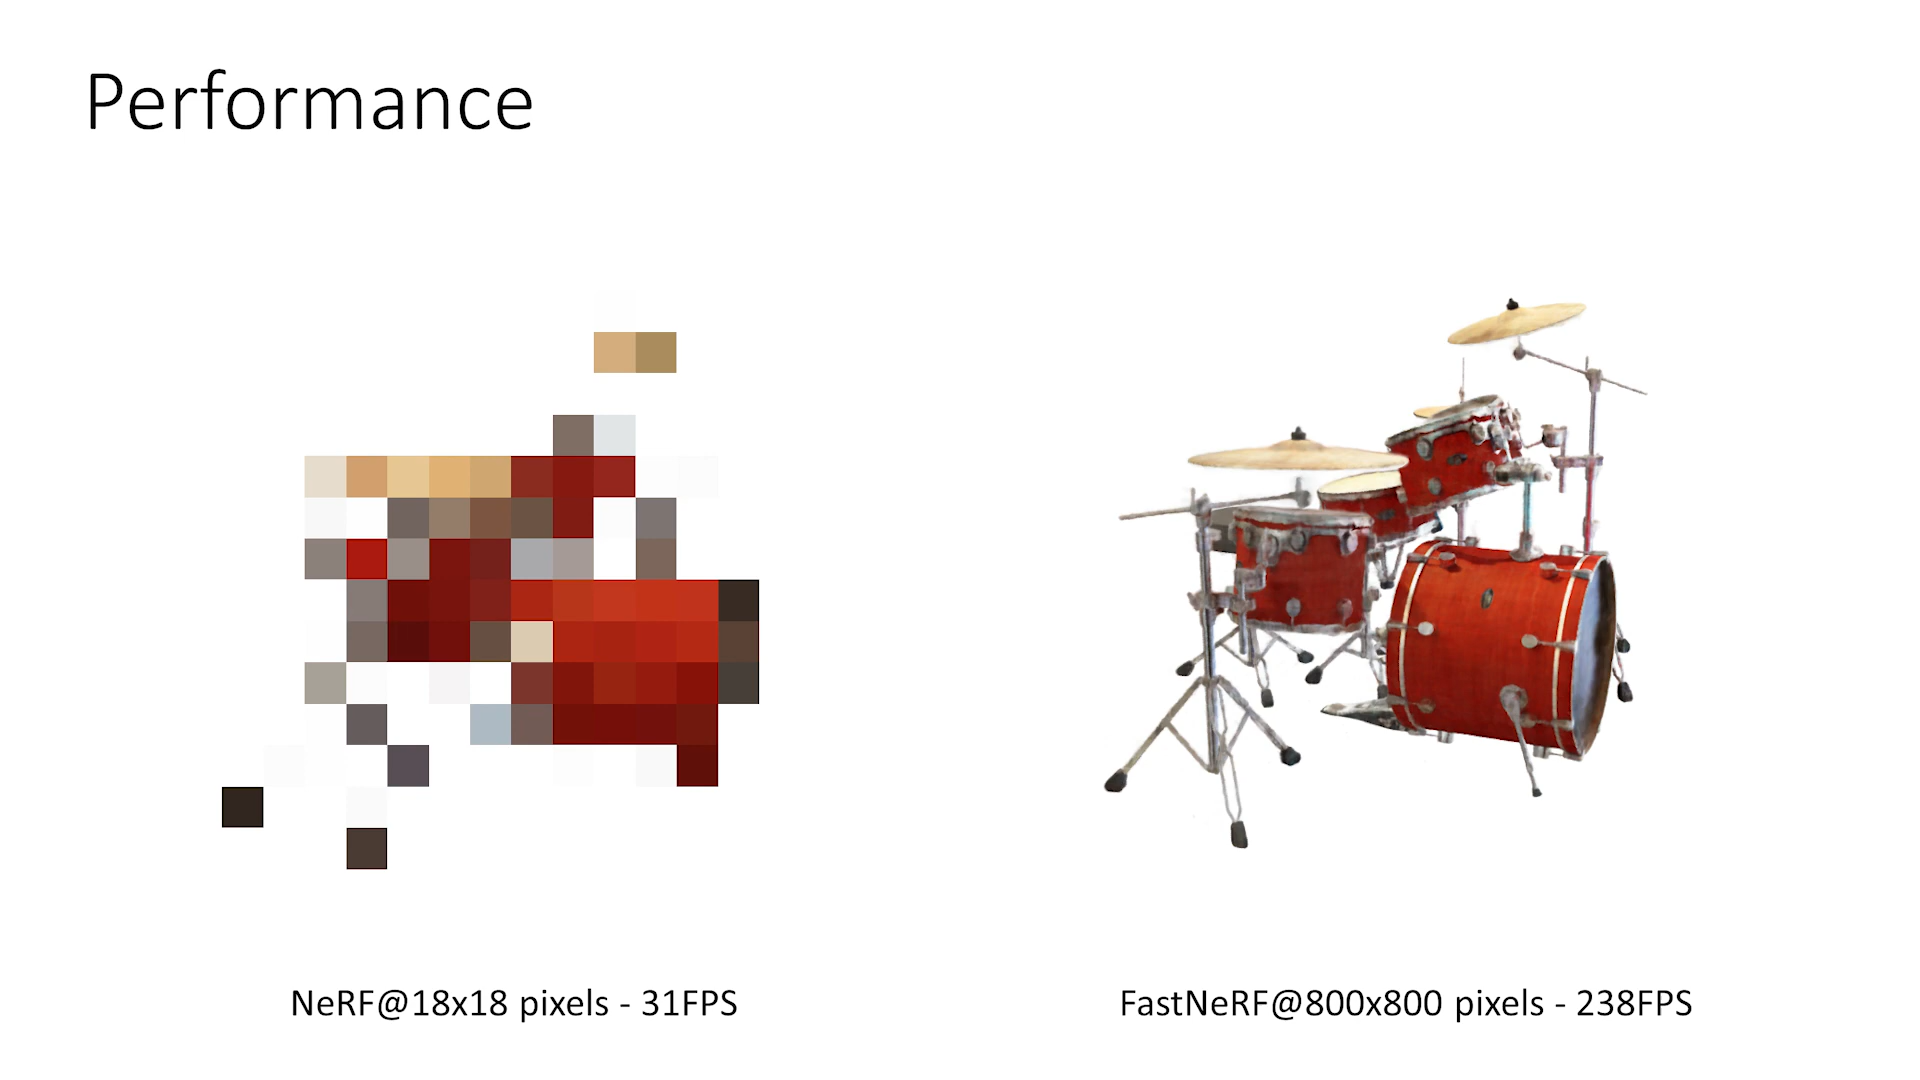 Performance
NeRF@18x18 pixels - 31FPS
FastNeRF@800x800 pixels - 238FPS